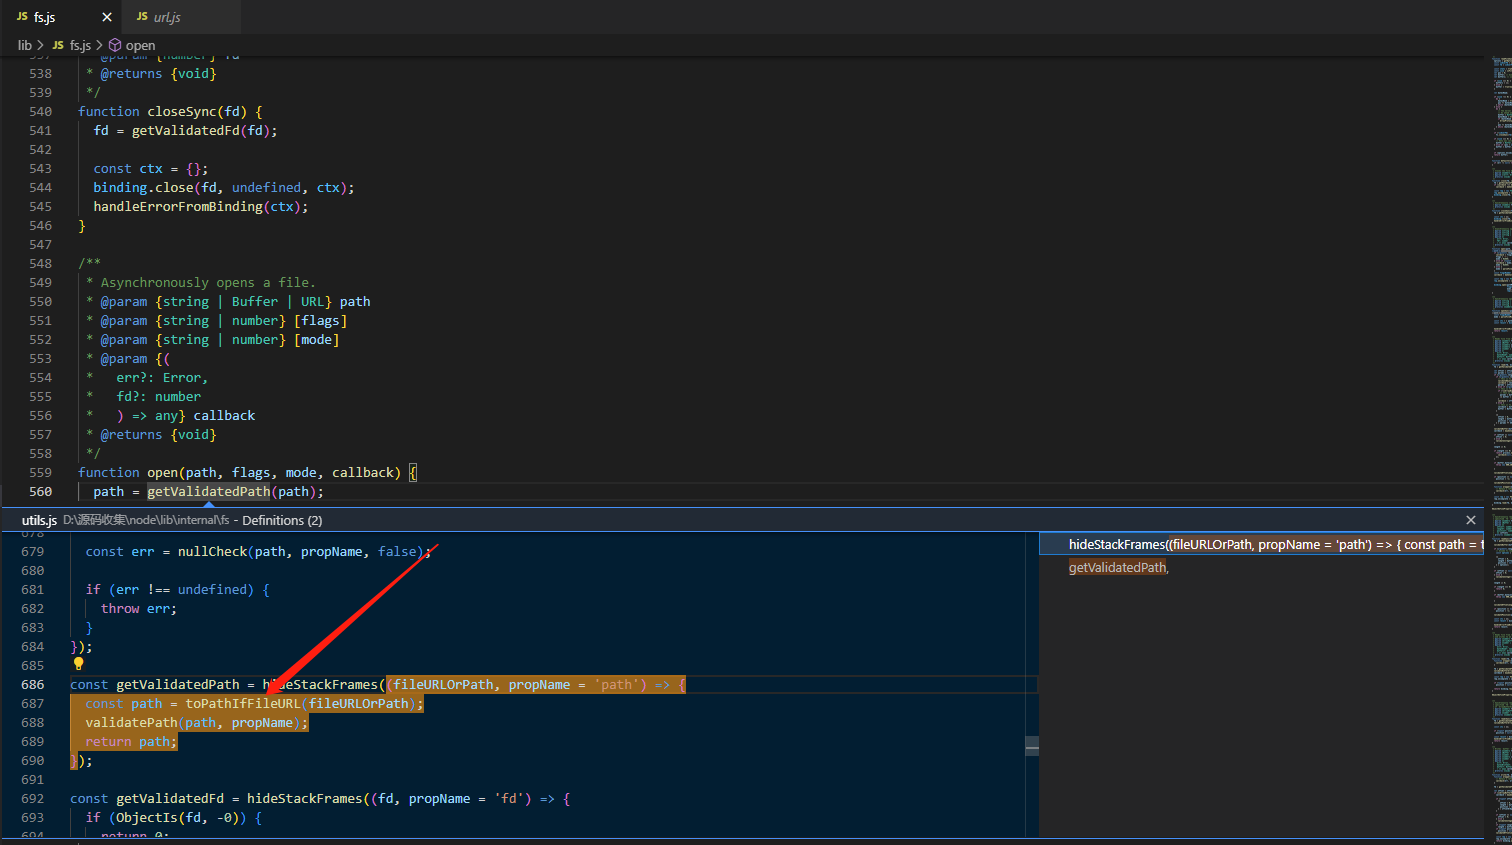 JS fs.js ×
JS url.js
lib > JS fs.js > open
537 * @param {number} fd
538 * @returns {void}
539 */
540 function closeSync(fd) {
541 fd = getValidatedFd(fd);
542
543 const ctx = {};
544 binding.close(fd, undefined, ctx);
545 handleErrorFromBinding(ctx);
546 }
547
548 /**
549 * Asynchronously opens a file.
550 * @param {string | Buffer | URL} path
551 * @param {string | number} [flags]
552 * @param {string | number} [mode]
553 * @param {(
554 * err?: Error,
555 * fd?: number
556 * ) => any} callback
557 * @returns {void}
558 */
559 function open(path, flags, mode, callback) {
560 path = getValidatedPath(path);
utils.js D:\源码收集\node\lib\internal\fs - Definitions (2) ×
678
679 const err = nullCheck(path, propName, false);
680
681 if (err !== undefined) {
682 throw err;
683 }
684 });
685
686 const getValidatedPath = hideStackFrames((fileURLOrPath, propName = 'path') => {
687 const path = toPathIfFileURL(fileURLOrPath);
688 validatePath(path, propName);
689 return path;
690 });
691
692 const getValidatedFd = hideStackFrames((fd, propName = 'fd') => {
693 if (ObjectIs(fd, -0)) {
694 return 0;
hideStackFrames((fileURLOrPath, propName = 'path') => { const path = t
getValidatedPath,